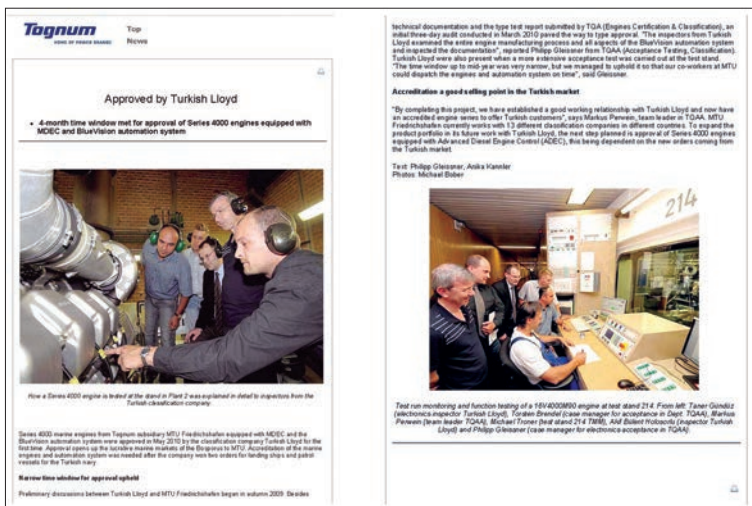 Tognum
HOME OF POWER BRANDS
Top
News
Approved by Turkish Lloyd
• 4-month time window met for approval of Series 4000 engines equipped with
MDEC and BlueVision automation system
How a Series 4000 engine is tested at the stand in Plant 2 was explained in detail to inspectors from the
Turkish classification company.
Series 4000 marine engines from Tognum subsidiary MTU Friedrichshafen equipped with MDEC and the
BlueVision automation system were approved in May 2010 by the classification company Turkish Lloyd for the
first time. Approval opens up the lucrative marine markets of the Bosporus to MTU. Accreditation of the marine
engines and automation system was needed after the company won two orders for landing ships and patrol
vessels for the Turkish navy.
Narrow time window for approval upheld
Preliminary discussions between Turkish Lloyd and MTU Friedrichshafen began in autumn 2009. Besides
technical documentation and the type test report submitted by TQA (Engines Certification & Classification), an
initial three-day audit conducted in March 2010 paved the way to type approval. "The inspectors from Turkish
Lloyd examined the entire engine manufacturing process and all aspects of the BlueVision automation system
and inspected the documentation", reported Philipp Gleissner from TQAA (Acceptance Testing, Classification).
Turkish Lloyd were also present when a more extensive acceptance test was carried out at the test stand.
"The time window up to mid-year was very narrow, but we managed to uphold it so that our co-workers at MTU
could dispatch the engines and automation system on time", said Gleissner.
Accreditation a good selling point in the Turkish market
"By completing this project, we have established a good working relationship with Turkish Lloyd and now have
an accredited engine series to offer Turkish customers", says Markus Perwein, team leader in TQAA. MTU
Friedrichshafen currently works with 13 different classification companies in different countries. To expand the
product portfolio in its future work with Turkish Lloyd, the next step planned is approval of Series 4000 engines
equipped with Advanced Diesel Engine Control (ADEC), this being dependent on the new orders coming from
the Turkish market.
Text: Philipp Gleissner, Anika Kannler
Photos: Michael Bober
214
Test run monitoring and function testing of a 16V4000M90 engine at test stand 214. From left: Taner Gündüz
(electronics inspector Turkish Lloyd), Torsten Brendel (case manager for acceptance in Dept. TQAA), Markus
Perwein (team leader TQAA), Michael Troner (test stand 214 TMM), Bülent (inspector Turkish
Lloyd) and Philipp Gleissner (case manager for electronics acceptance in TQAA).